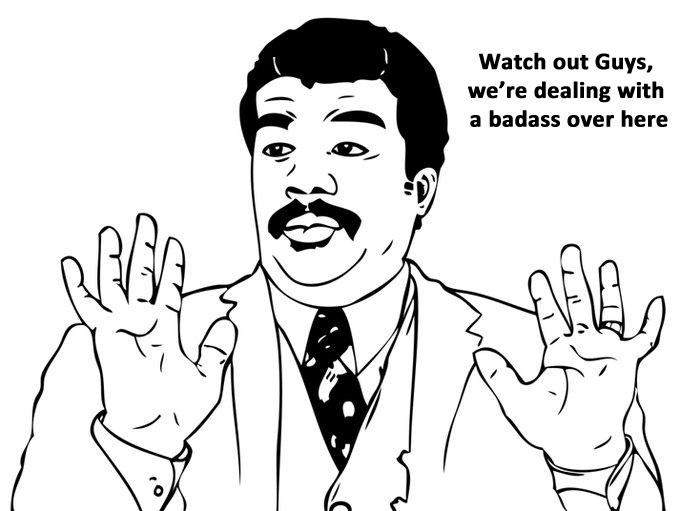 Watch out Guys,
we're dealing with
a badass over here